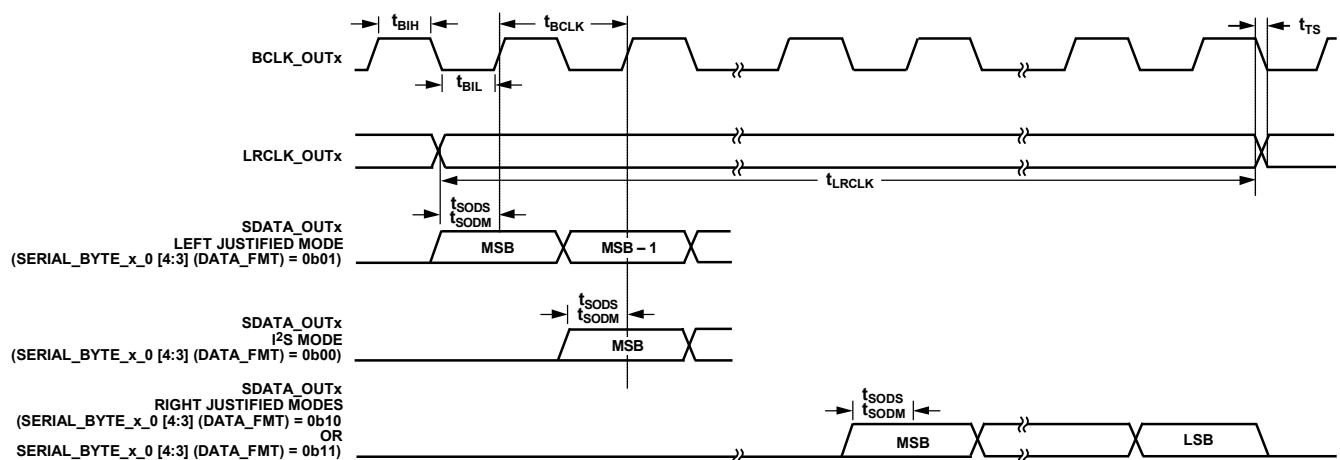 tBIH
tBCLK
tTS
BCLK_OUTx
tBIL
LRCLK_OUTx
tLRCLK
tSODS
tSODM
SDATA_OUTx
LEFT JUSTIFIED MODE
(SERIAL_BYTE_x_0 [4:3] (DATA_FMT) = 0b01)
MSB
MSB – 1
tSODS
tSODM
SDATA_OUTx
I2S MODE
(SERIAL_BYTE_x_0 [4:3] (DATA_FMT) = 0b00)
MSB
SDATA_OUTx
RIGHT JUSTIFIED MODES
(SERIAL_BYTE_x_0 [4:3] (DATA_FMT) = 0b10
OR
SERIAL_BYTE_x_0 [4:3] (DATA_FMT) = 0b11)
tSODS
tSODM
MSB
LSB